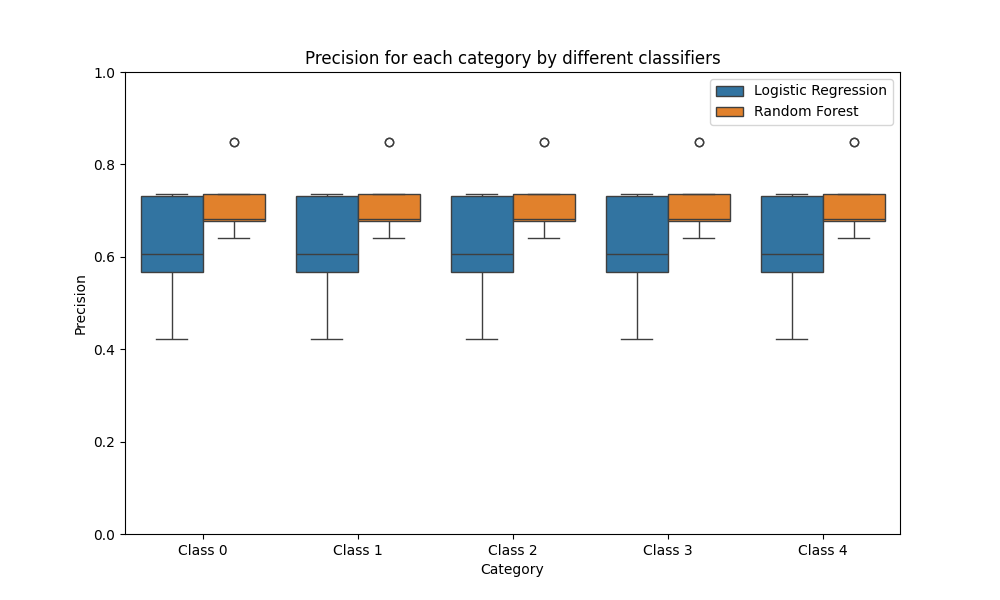 Precision for each category by different classifiers
Logistic Regression
Random Forest
1.0
0.8
0.6
0.4
0.2
0.0
Precision
Class 0
Class 1
Class 2
Class 3
Class 4
Category